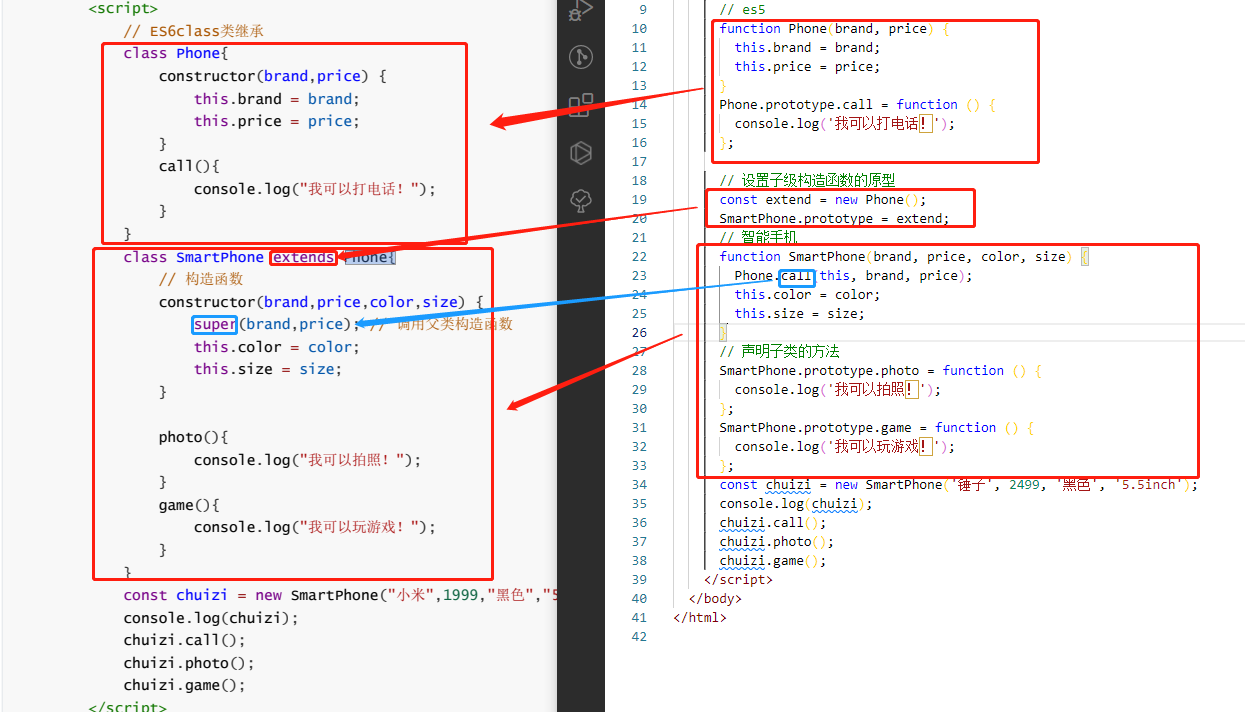 <script>
// ES6class类继承
class Phone{
constructor(brand,price) {
this.brand = brand;
this.price = price;
}
call(){
console.log("我可以打电话！");
}
}
class SmartPhone extends Phone{
// 构造函数
constructor(brand,price,color,size) {
super(brand,price); // 调用父类构造函数
this.color = color;
this.size = size;
}
photo(){
console.log("我可以拍照！");
}
game(){
console.log("我可以玩游戏！");
}
}
const chuizi = new SmartPhone("小米",1999,"黑色","5
console.log(chuizi);
chuizi.call();
chuizi.photo();
chuizi.game();
</script>
9 // es5
10 function Phone(brand, price) {
11 this.brand = brand;
12 this.price = price;
13 }
14 Phone.prototype.call = function () {
15 console.log('我可以打电话！');
16 };
17
18 // 设置子级构造函数的原型
19 const extend = new Phone();
20 SmartPhone.prototype = extend;
21 // 智能手机
22 function SmartPhone(brand, price, color, size) {
23 Phone.call(this, brand, price);
24 this.color = color;
25 this.size = size;
26 }
27 // 声明子类的方法
28 SmartPhone.prototype.photo = function () {
29 console.log('我可以拍照！');
30 };
31 SmartPhone.prototype.game = function () {
32 console.log('我可以玩游戏！');
33 };
34 const chuizi = new SmartPhone('锤子', 2499, '黑色', '5.5inch');
35 console.log(chuizi);
36 chuizi.call();
37 chuizi.photo();
38 chuizi.game();
39 </script>
40 </body>
41 </html>
42